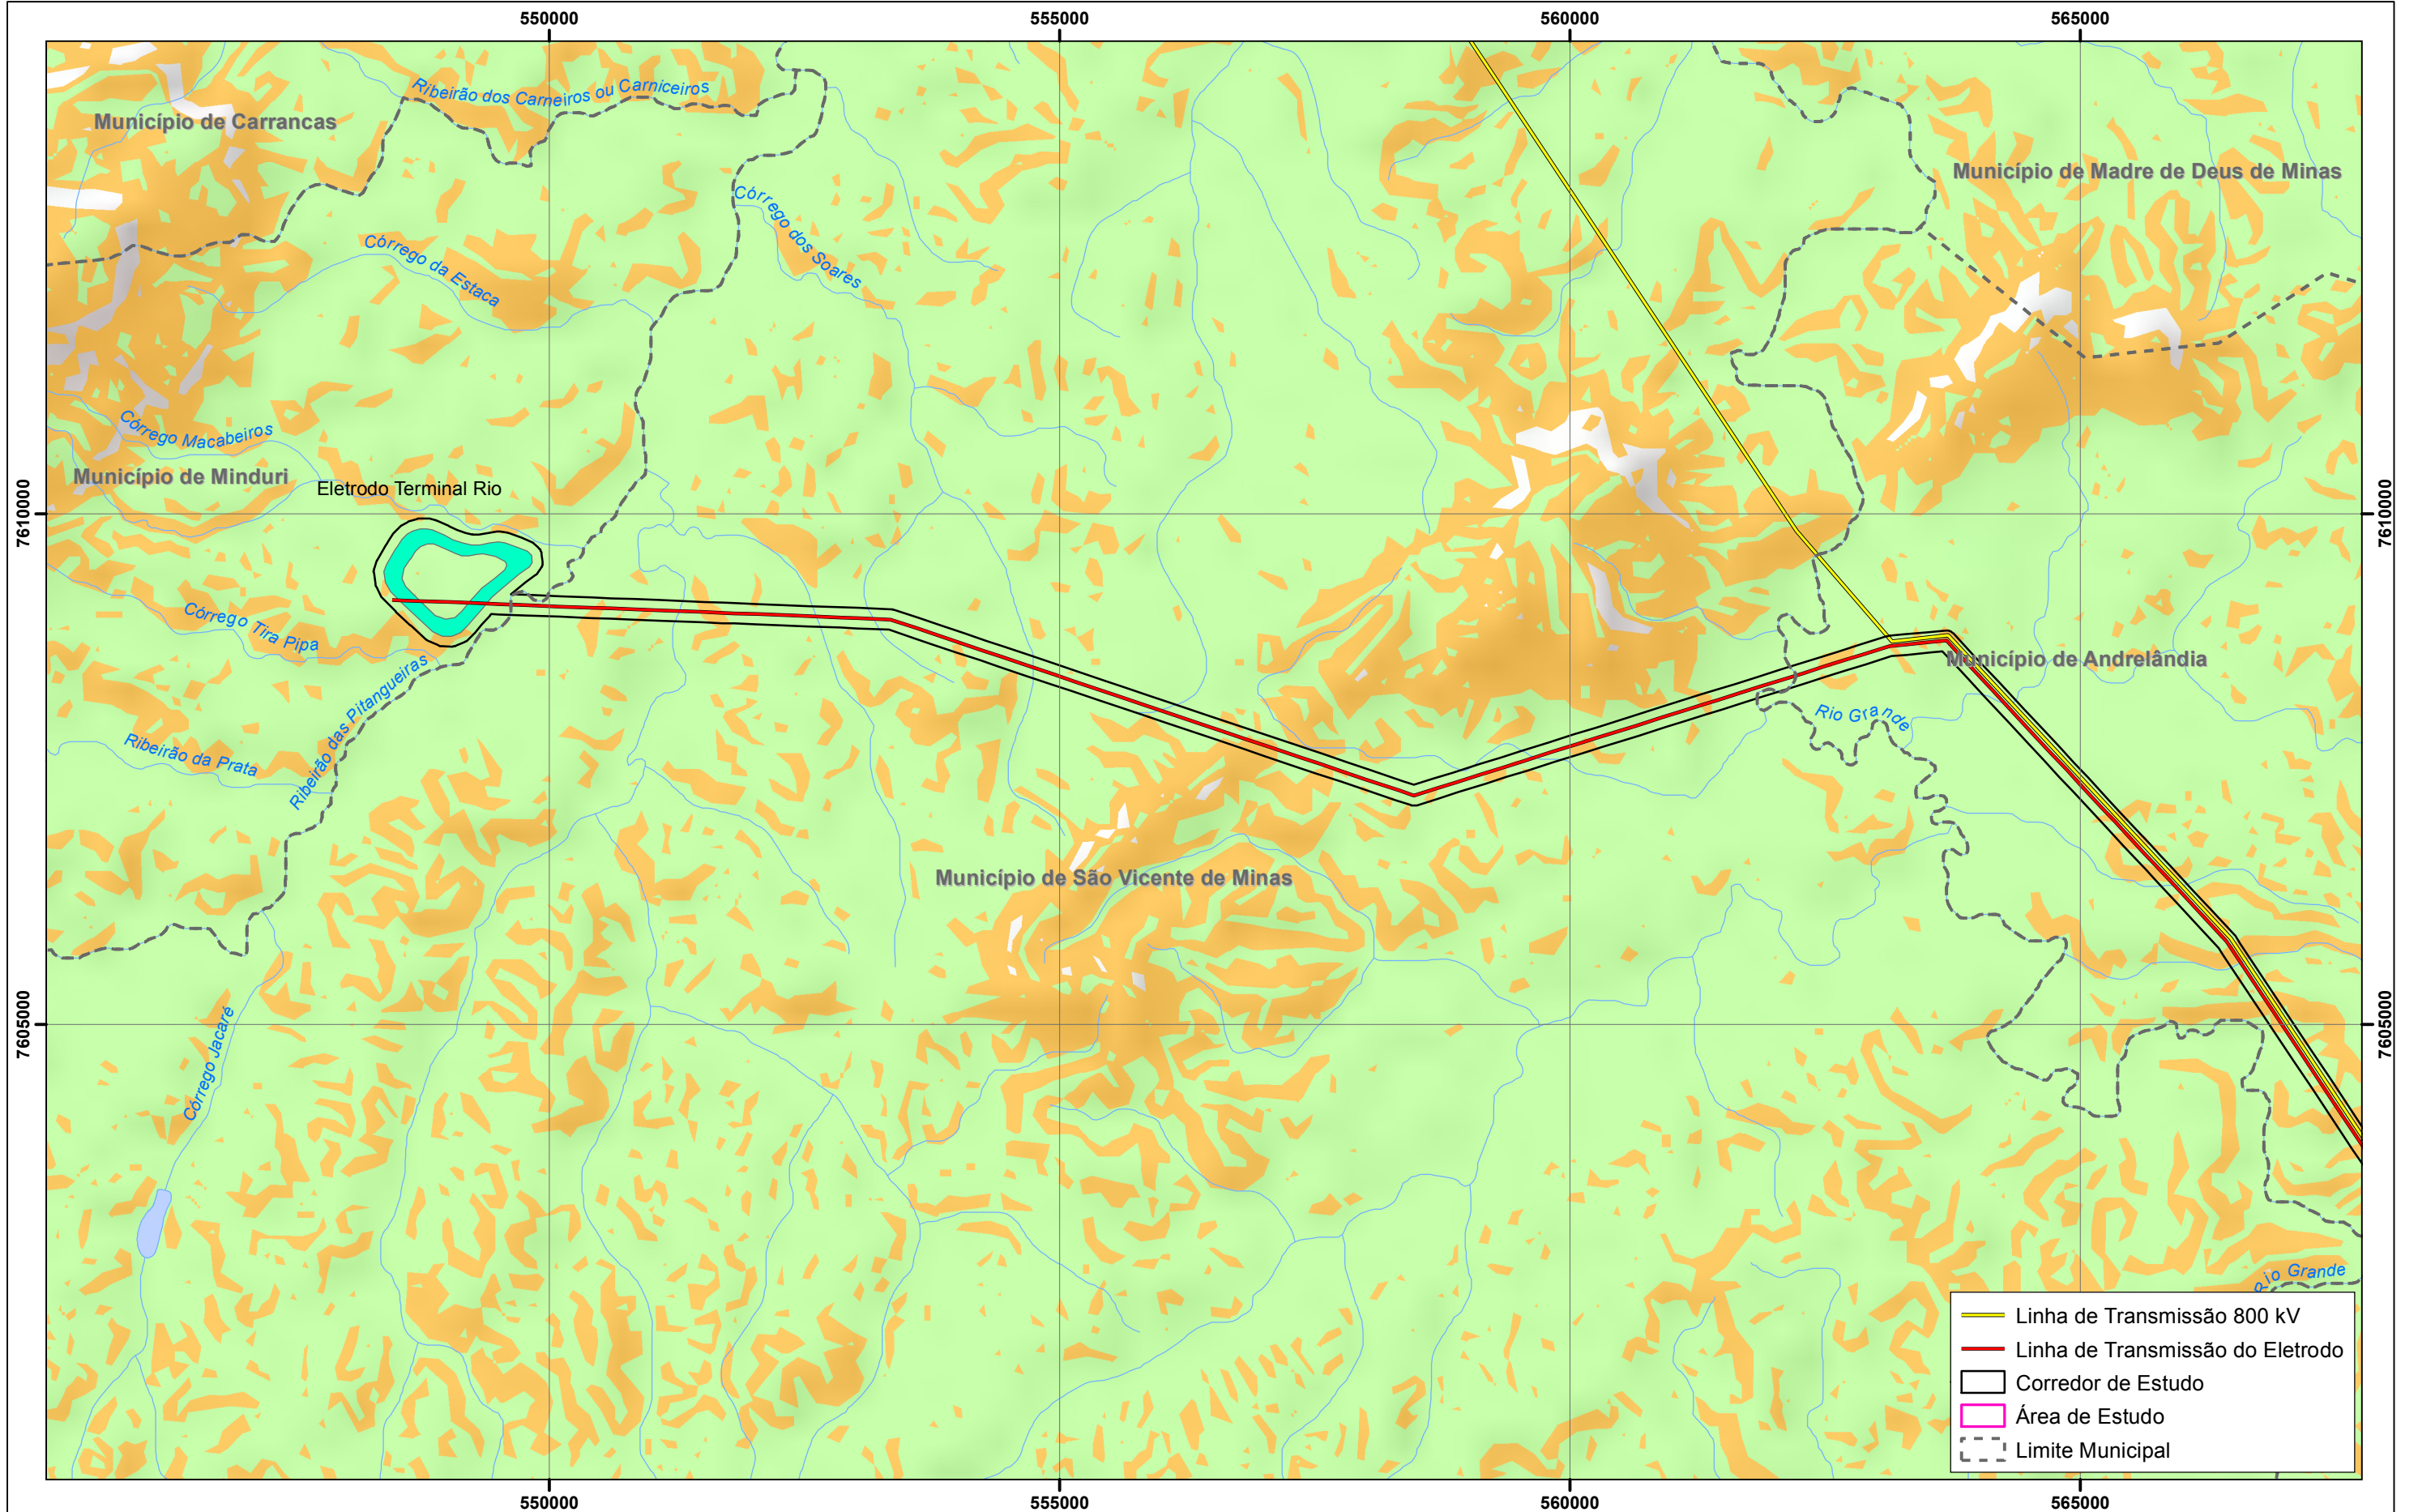 550000
555000
560000
565000
Ribeirão dos Carneiros ou Carniceiros
Município de Carrancas
Município de Madre de Deus de Minas
Córrego dos Soares
Córrego da Estaca
Córrego Macabeiros
Município de Minduri
Eletrodo Terminal Rio
7610000
7610000
Córrego Tira Pipa
Município de Andrelândia
Ribeirão das Pitangueiras
Rio Grande
Ribeirão da Prata
Município de São Vicente de Minas
7605000
7605000
Córrego Jacaré
Rio Grande
Linha de Transmissão 800 kV
Linha de Transmissão do Eletrodo
Corredor de Estudo
Área de Estudo
Limite Municipal
550000
555000
560000
565000